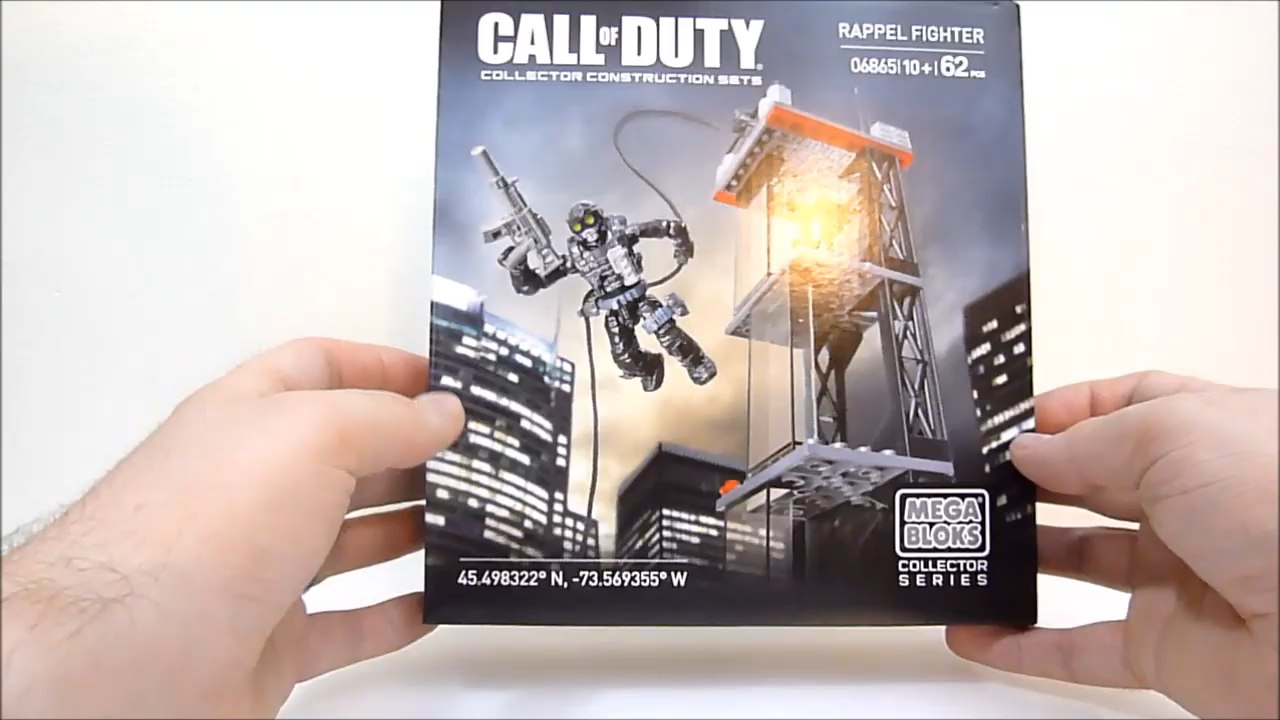 CALL OF DUTY®
COLLECTOR CONSTRUCTION SETS
RAPPEL FIGHTER
06865|10+|62 PCS
MEGA
BLOKS®
COLLECTOR
SERIES
45.498322° N, -73.569355° W